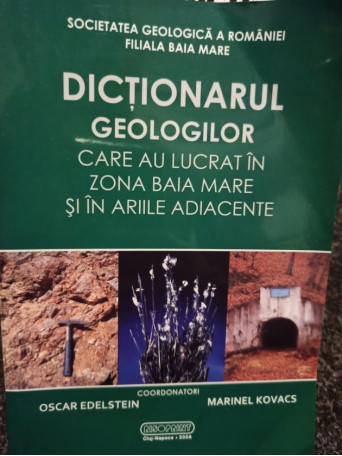 SOCIETATEA GEOLOGICĂ A ROMÂNIEI
FILIALA BAIA MARE
DICȚIONARUL
GEOLOGILOR
CARE AU LUCRAT ÎN
ZONA BAIA MARE
ȘI ÎN ARIILE ADIACENTE
COORDONATORI
OSCAR EDELSTEIN MARINEL KOVACS
RISOPRINT
Cluj-Napoca • 2006